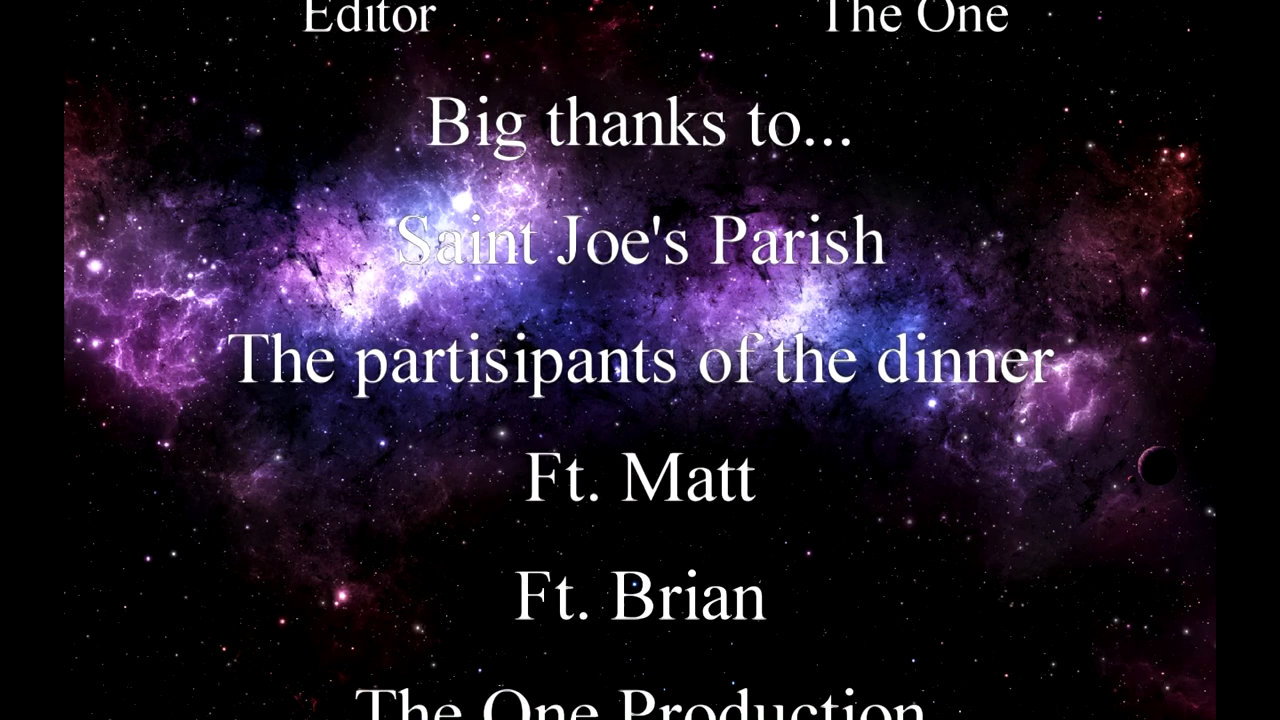 Editor The One
Big thanks to...
Saint Joe's Parish
The partisipants of the dinner
Ft. Matt
Ft. Brian
The One Production